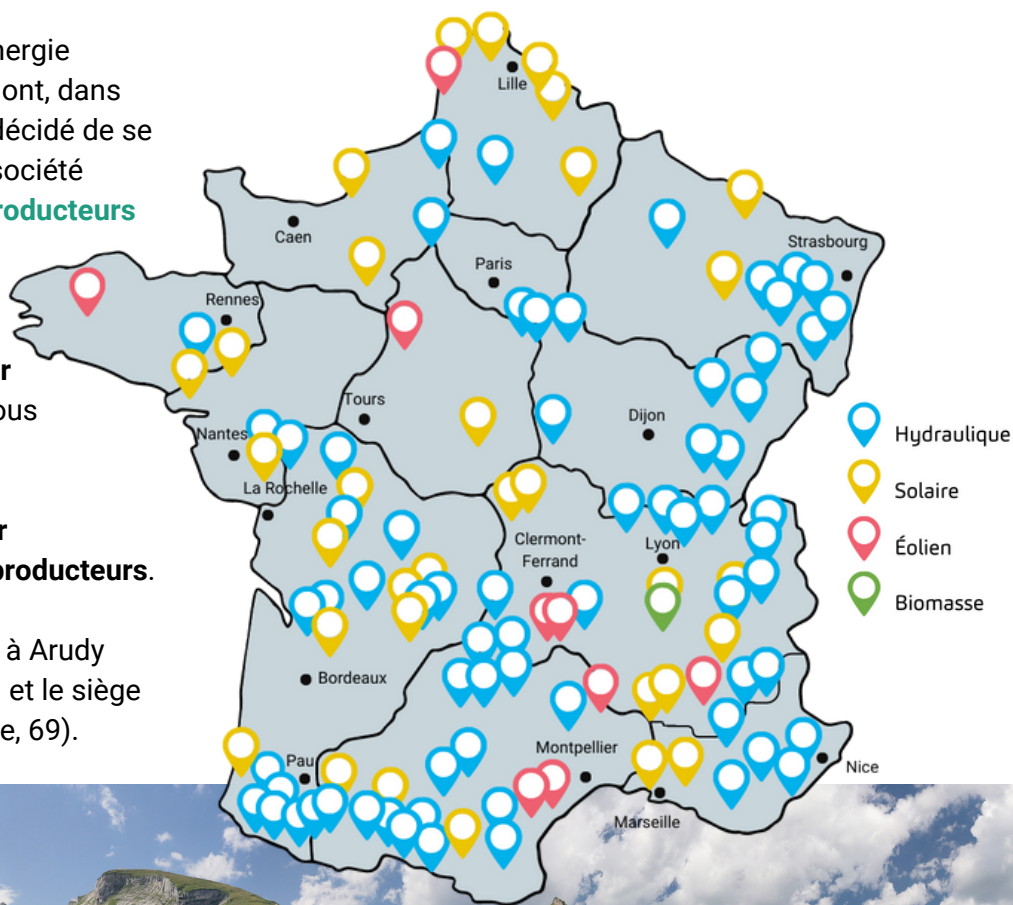 nergie
ont, dans
décidé de se
société
roducteurs
r
ous
r
producteurs.
à Arudy
et le siège
e, 69).
Lille
Caen
Paris
Strasbourg
Rennes
Tours
Dijon
Nantes
La Rochelle
Clermont-
Ferrand
Lyon
Bordeaux
Pau
Montpellier
Nice
Marseille
Hydraulique
Solaire
Éolien
Biomasse